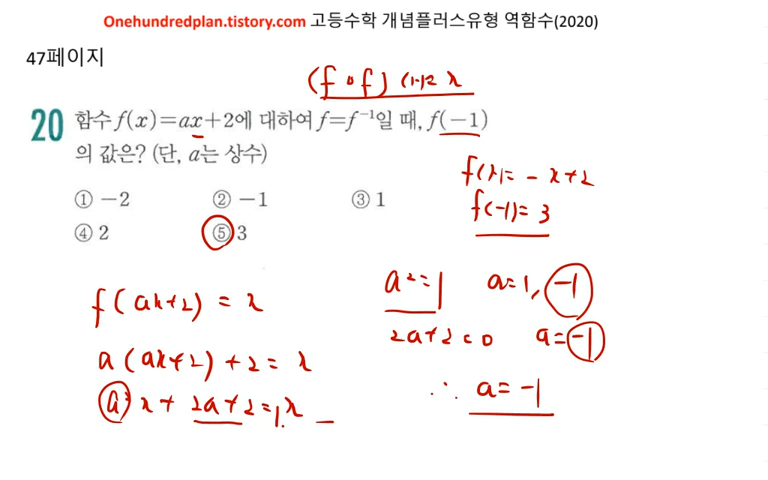 Onehundredplan.tistory.com 고등수학 개념플러스유형 역함수(2020)
47페이지
(f∘f)(x)=x
20 함수 f(x)=ax+2에 대하여 f=f⁻¹일 때, f(-1)
의 값은? (단, a는 상수)
① -2 ② -1 ③ 1
④ 2 ⑤ 3
f(x)=-x+2
f(-1)=3
f(ax+2)=x
a(ax+2)+2=x
a²x+2a+2=1x
a²=1 a=1, -1
2a+2=0 a=-1
∴ a=-1